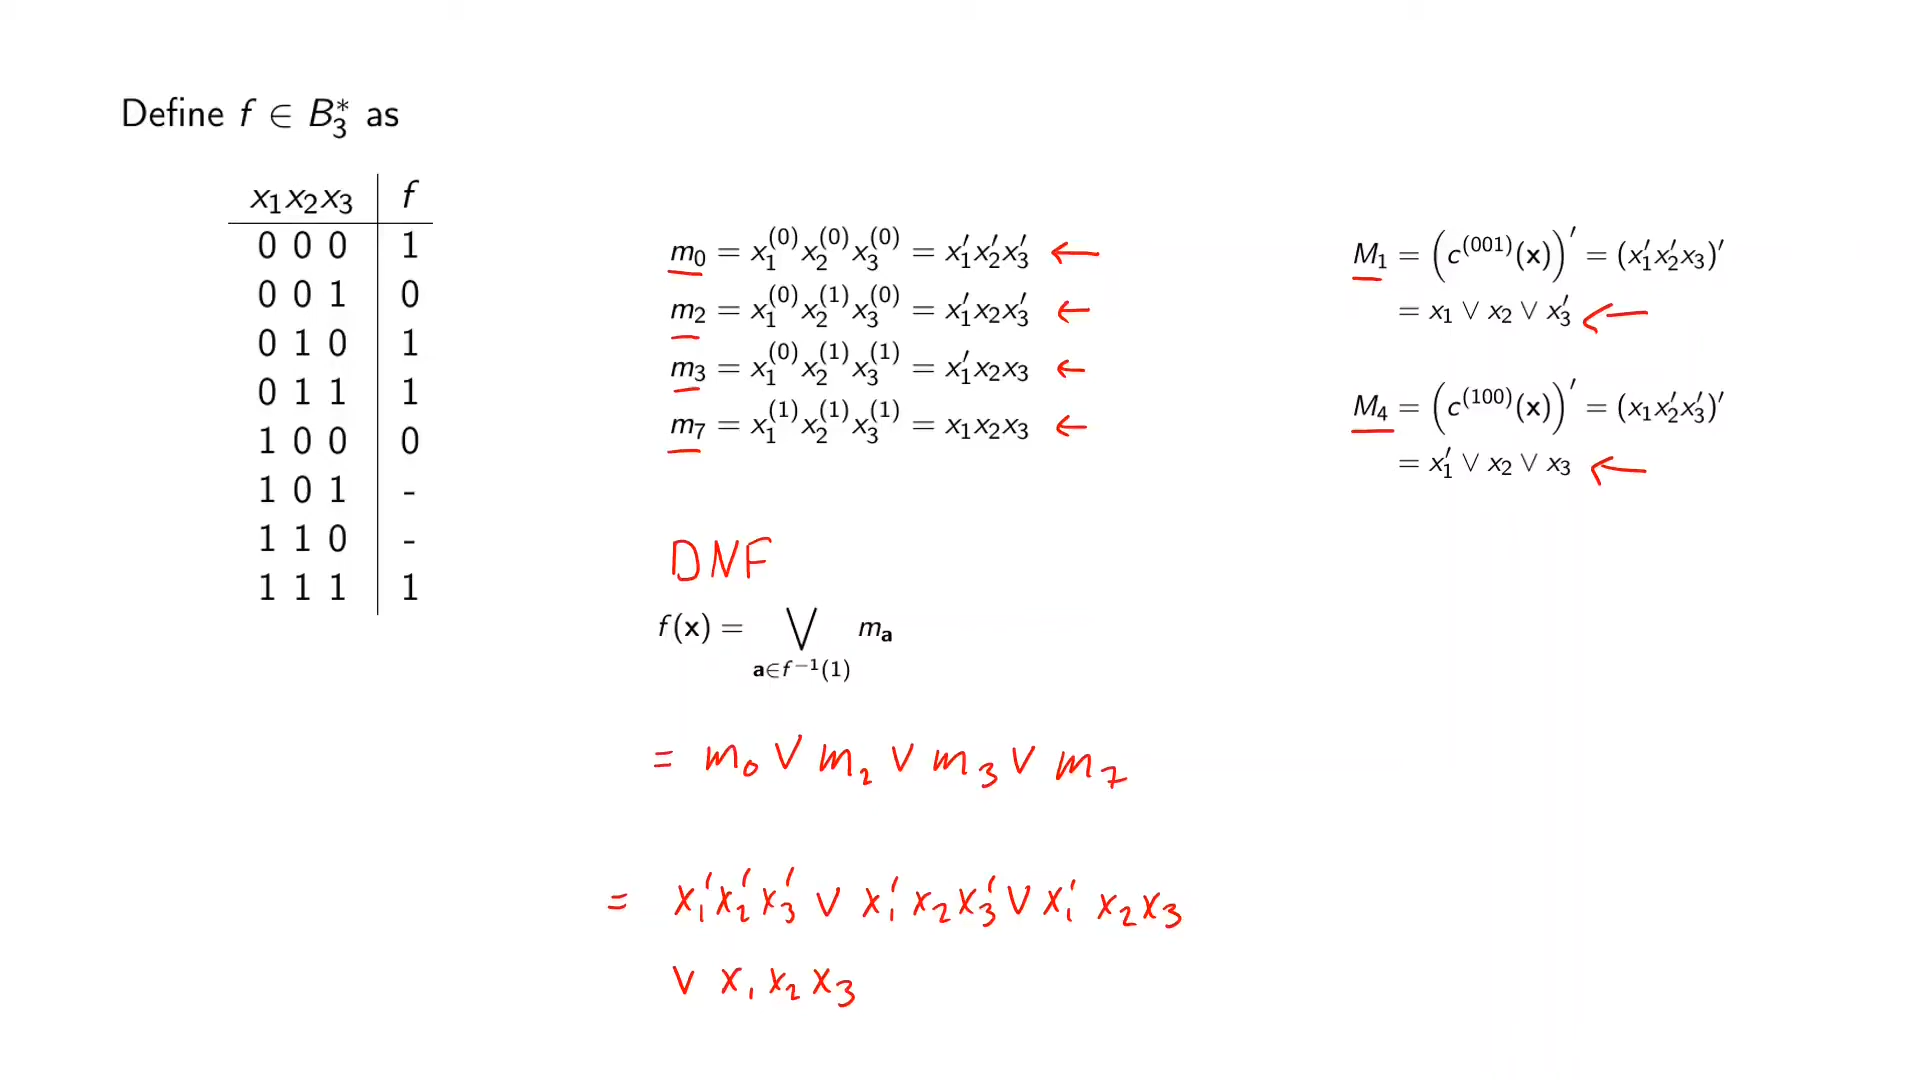 Define f ∈ B₃* as
x₁x₂x₃ f
0 0 0 1
0 0 1 0
0 1 0 1
0 1 1 1
1 0 0 0
1 0 1 -
1 1 0 -
1 1 1 1
m₀ = x₁⁽⁰⁾x₂⁽⁰⁾x₃⁽⁰⁾ = x₁′x₂′x₃′ ←
m₂ = x₁⁽⁰⁾x₂⁽¹⁾x₃⁽⁰⁾ = x₁′x₂x₃′ ←
m₃ = x₁⁽⁰⁾x₂⁽¹⁾x₃⁽¹⁾ = x₁′x₂x₃ ←
m₇ = x₁⁽¹⁾x₂⁽¹⁾x₃⁽¹⁾ = x₁x₂x₃ ←
DNF
f(x) = ⋁ mₐ
a∈f⁻¹(1)
= m₀ ∨ m₂ ∨ m₃ ∨ m₇
= x₁′x₂′x₃′ ∨ x₁′x₂x₃′ ∨ x₁′x₂x₃
∨ x₁x₂x₃
M₁ = (c⁽⁰⁰¹⁾(x))′ = (x₁′x₂′x₃)′
= x₁ ∨ x₂ ∨ x₃′ ←
M₄ = (c⁽¹⁰⁰⁾(x))′ = (x₁x₂′x₃′)′
= x₁′ ∨ x₂ ∨ x₃ ←